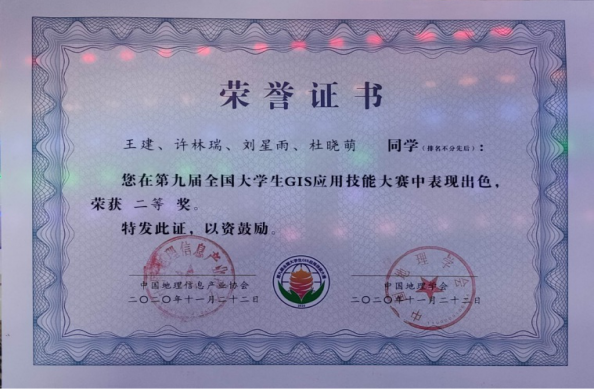 荣誉证书
王建、许林瑞、刘星雨、杜晓萌 同学(排名不分先后):
您在第九届全国大学生GIS应用技能大赛中表现出色,
荣获 二等 奖。
特发此证,以资鼓励。
中国地理信息产业协会
二〇二〇年十一月二十二日
中国地理学会
二〇二〇年十一月二十二日